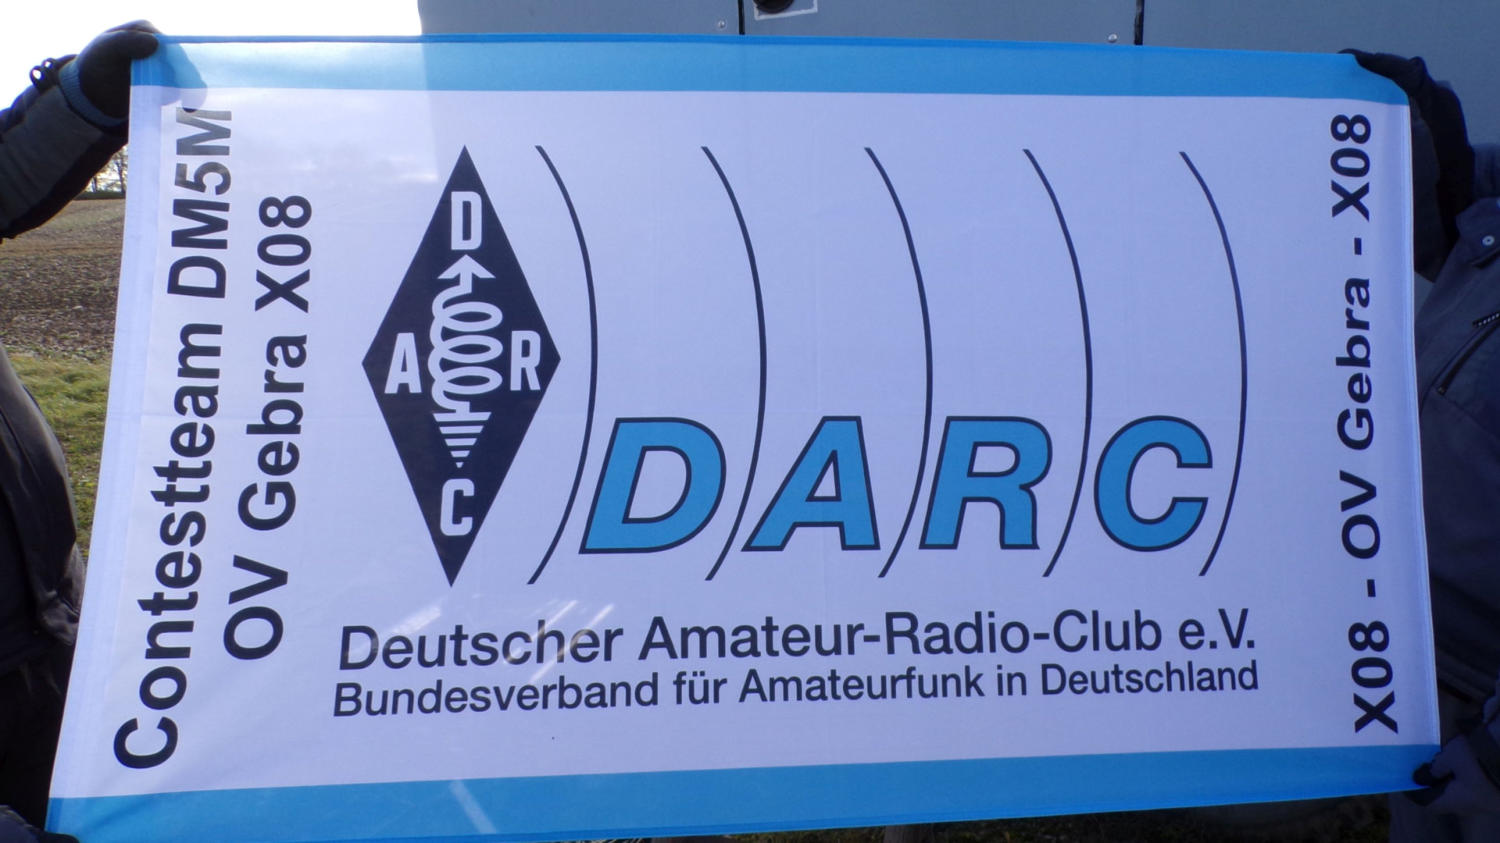 Contestteam DM5M
OV Gebra X08
D
A R
C
DARC
Deutscher Amateur-Radio-Club e.V.
Bundesverband für Amateurfunk in Deutschland
X08 - OV Gebra - X08